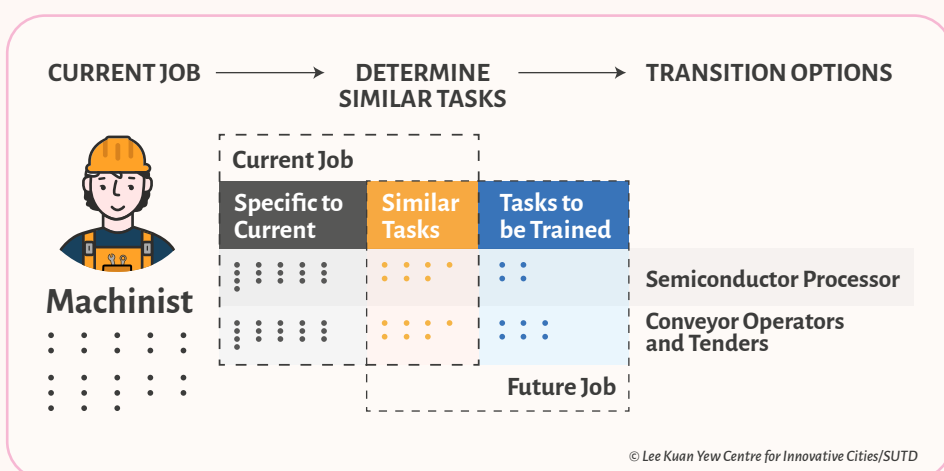 CURRENT JOB
DETERMINE
SIMILAR TASKS
TRANSITION OPTIONS
Current Job
Specific to
Current
Similar
Tasks
Tasks to
be Trained
Machinist
Semiconductor Processor
Conveyor Operators
and Tenders
Future Job
© Lee Kuan Yew Centre for Innovative Cities/SUTD